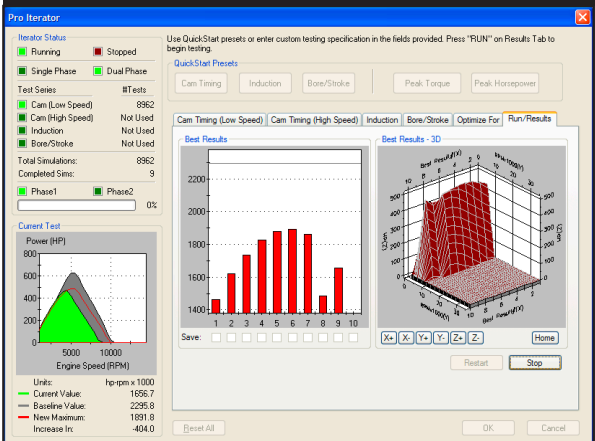 Pro Iterator
Iterator Status
Running
Stopped
Single Phase
Dual Phase
Test Series
#Tests
Cam (Low Speed)
8962
Cam (High Speed)
Not Used
Induction
Not Used
Bore/Stroke
Not Used
Total Simulations:
8962
Completed Sims:
9
Phase1
Phase2
0%
Use QuickStart presets or enter custom testing specification in the fields provided. Press "RUN" on Results Tab to
begin testing.
QuickStart Presets
Cam Timing
Induction
Bore/Stroke
Peak Torque
Peak Horsepower
Cam Timing (Low Speed)
Cam Timing (High Speed)
Induction
Bore/Stroke
Optimize For
Run/Results
Best Results
2200
2000
1800
1600
1400
1 2 3 4 5 6 7 8 9 10
Save:
Best Results - 3D
X+ X- Y+ Y- Z+ Z-
Home
Restart
Stop
Current Test
Power (HP)
800
600
400
200
0
5000 10000
Engine Speed (RPM)
Units: hp-rpm x 1000
Current Value: 1656.7
Baseline Value: 2295.8
New Maximum: 1891.8
Increase In: -404.0
Reset All
OK
Cancel